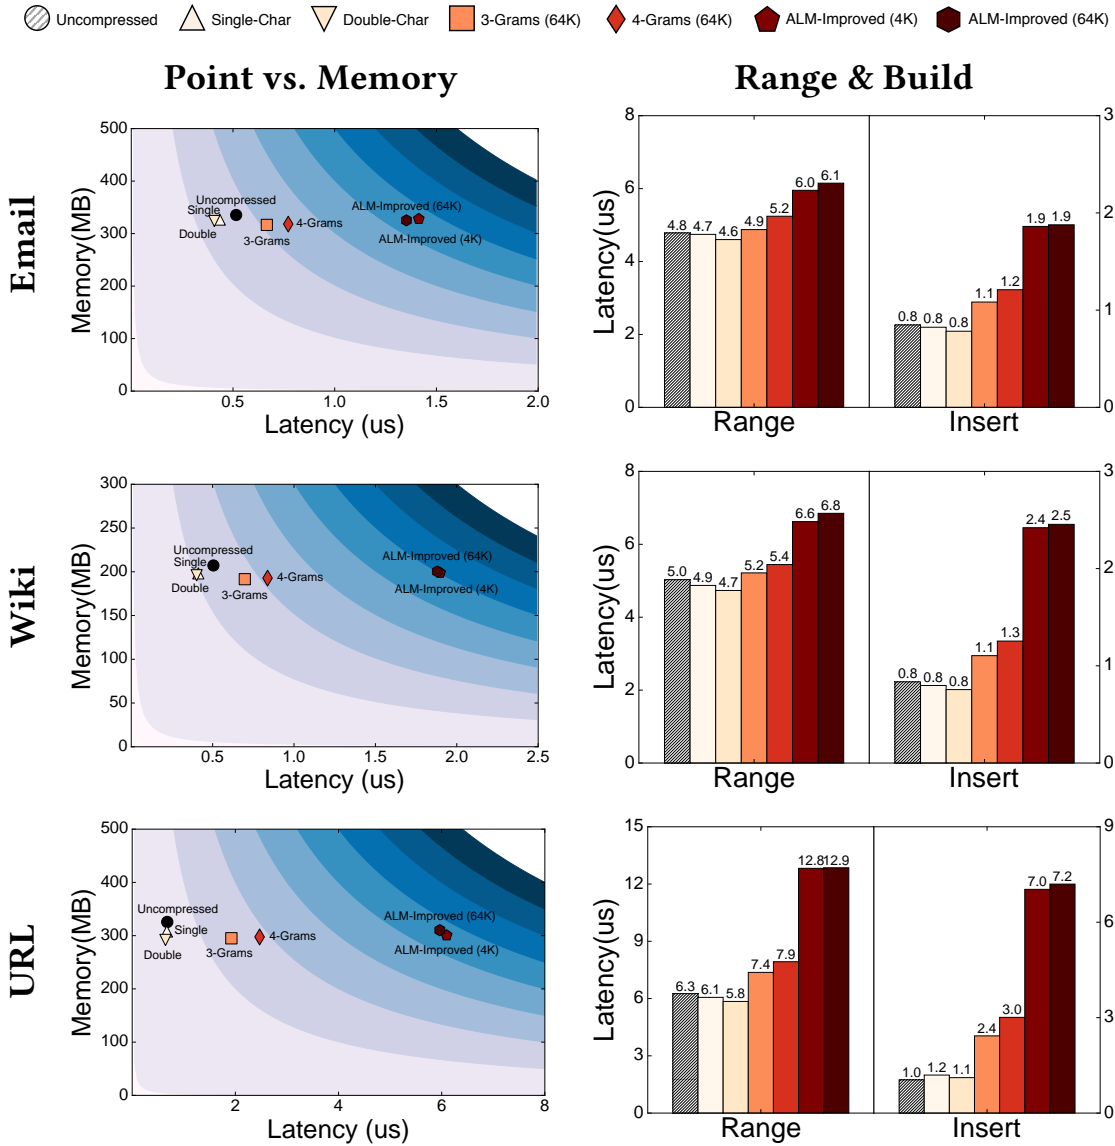 Uncompressed Single-Char Double-Char 3-Grams (64K) 4-Grams (64K) ALM-Improved (4K) ALM-Improved (64K)
Point vs. Memory
Range & Build
Email
Memory(MB)
500
400
300
200
100
0
Uncompressed
Single
Double
3-Grams
4-Grams
ALM-Improved (64K)
ALM-Improved (4K)
0.5 1.0 1.5 2.0
Latency (us)
Latency(us)
8
6
4
2
0
4.8 4.7 4.6 4.9 5.2 6.0 6.1
Range
0.8 0.8 0.8 1.1 1.2 1.9 1.9
Insert
3
2
1
0
Wiki
Memory(MB)
300
250
200
150
100
50
0
Uncompressed
Single
Double
3-Grams
4-Grams
ALM-Improved (64K)
ALM-Improved (4K)
0.5 1.0 1.5 2.0 2.5
Latency (us)
Latency(us)
8
6
4
2
0
5.0 4.9 4.7 5.2 5.4 6.6 6.8
Range
0.8 0.8 0.8 1.1 1.3 2.4 2.5
Insert
3
2
1
0
URL
Memory(MB)
500
400
300
200
100
0
Uncompressed
Single
Double
3-Grams
4-Grams
ALM-Improved (64K)
ALM-Improved (4K)
2 4 6 8
Latency (us)
Latency(us)
15
12
9
6
3
0
6.3 6.1 5.8 7.4 7.9 12.8 12.9
Range
1.0 1.2 1.1 2.4 3.0 7.0 7.2
Insert
9
6
3
0